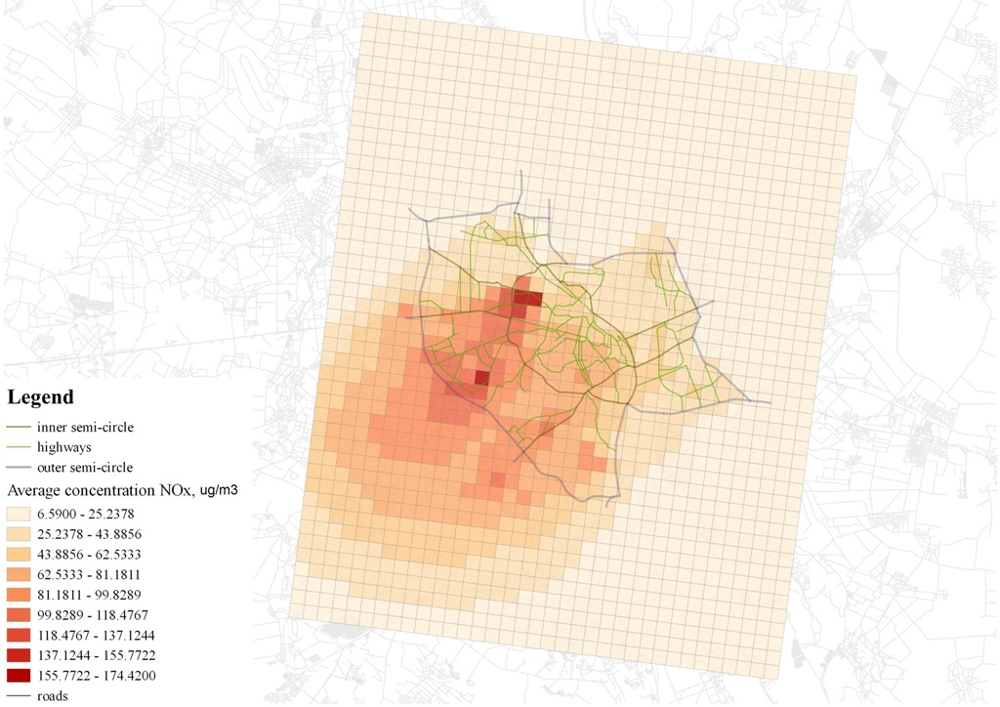 Legend
inner semi-circle
highways
outer semi-circle
Average concentration NOx, ug/m3
6.5900 - 25.2378
25.2378 - 43.8856
43.8856 - 62.5333
62.5333 - 81.1811
81.1811 - 99.8289
99.8289 - 118.4767
118.4767 - 137.1244
137.1244 - 155.7722
155.7722 - 174.4200
roads